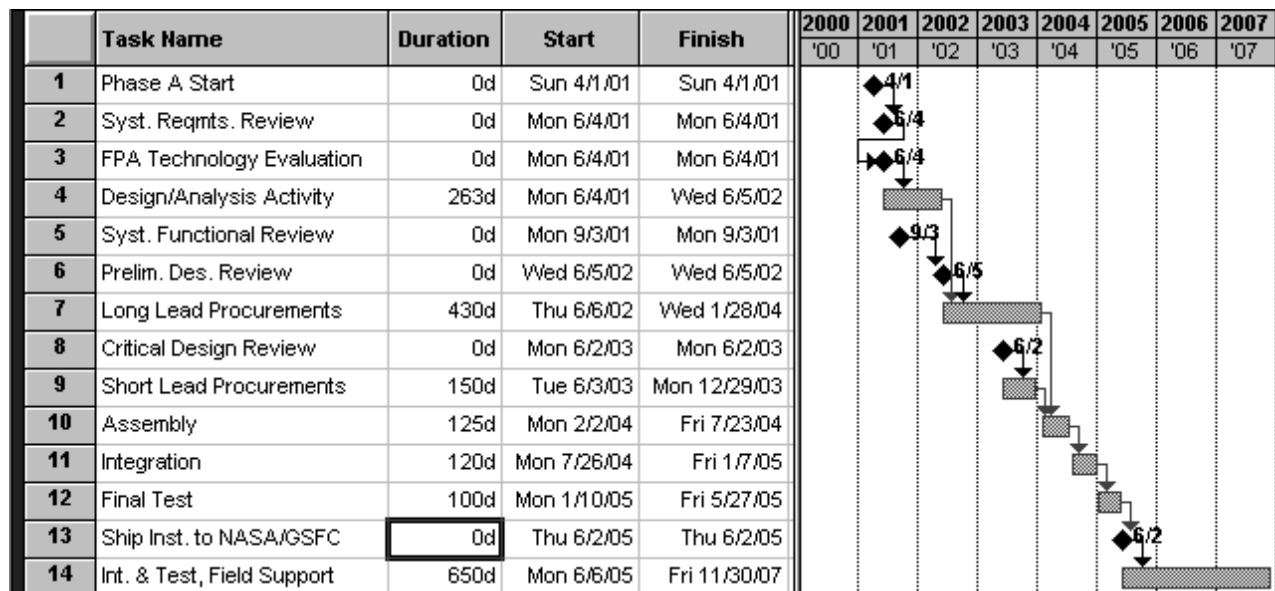 Task Name Duration Start Finish 2000 2001 2002 2003 2004 2005 2006 2007
'00 '01 '02 '03 '04 '05 '06 '07
1 Phase A Start 0d Sun 4/1/01 Sun 4/1/01 4/1
2 Syst. Reqmts. Review 0d Mon 6/4/01 Mon 6/4/01 6/4
3 FPA Technology Evaluation 0d Mon 6/4/01 Mon 6/4/01 6/4
4 Design/Analysis Activity 263d Mon 6/4/01 Wed 6/5/02
5 Syst. Functional Review 0d Mon 9/3/01 Mon 9/3/01 9/3
6 Prelim. Des. Review 0d Wed 6/5/02 Wed 6/5/02 6/5
7 Long Lead Procurements 430d Thu 6/6/02 Wed 1/28/04
8 Critical Design Review 0d Mon 6/2/03 Mon 6/2/03 6/2
9 Short Lead Procurements 150d Tue 6/3/03 Mon 12/29/03
10 Assembly 125d Mon 2/2/04 Fri 7/23/04
11 Integration 120d Mon 7/26/04 Fri 1/7/05
12 Final Test 100d Mon 1/10/05 Fri 5/27/05
13 Ship Inst. to NASA/GSFC 0d Thu 6/2/05 Thu 6/2/05 6/2
14 Int. & Test, Field Support 650d Mon 6/6/05 Fri 11/30/07